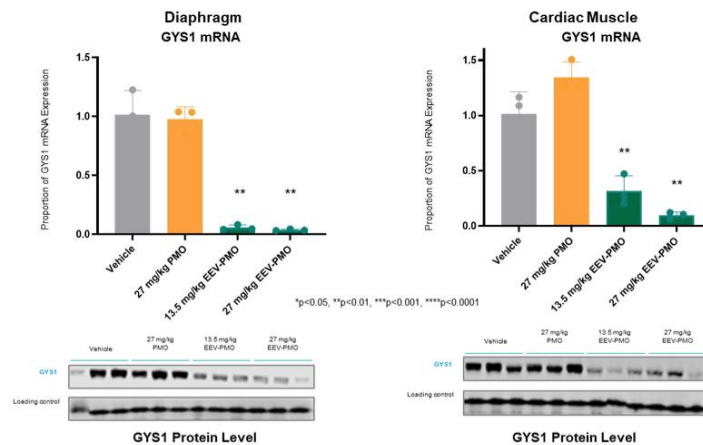 Diaphragm
GYS1 mRNA
Proportion of GYS1 mRNA Expression
1.5
1.0
0.5
0.0
**
**
Vehicle
27 mg/kg PMO
13.5 mg/kg EEV-PMO
27 mg/kg EEV-PMO
Cardiac Muscle
GYS1 mRNA
Proportion of GYS1 mRNA Expression
1.5
1.0
0.50
0.0
**
**
Vehicle
27 mg/kg PMO
13.5 mg/kg EEV-PMO
27 mg/kg EEV-PMO
*p<0.05, **p<0.01, ***p<0.001, ****p<0.0001
Vehicle
27 mg/kg
PMO
13.5 mg/kg
EEV-PMO
27 mg/kg
EEV-PMO
GYS1
Loading control
GYS1 Protein Level
Vehicle
27 mg/kg
PMO
13.5 mg/kg
EEV-PMO
27 mg/kg
EEV-PMO
GYS1
Loading control
GYS1 Protein Level